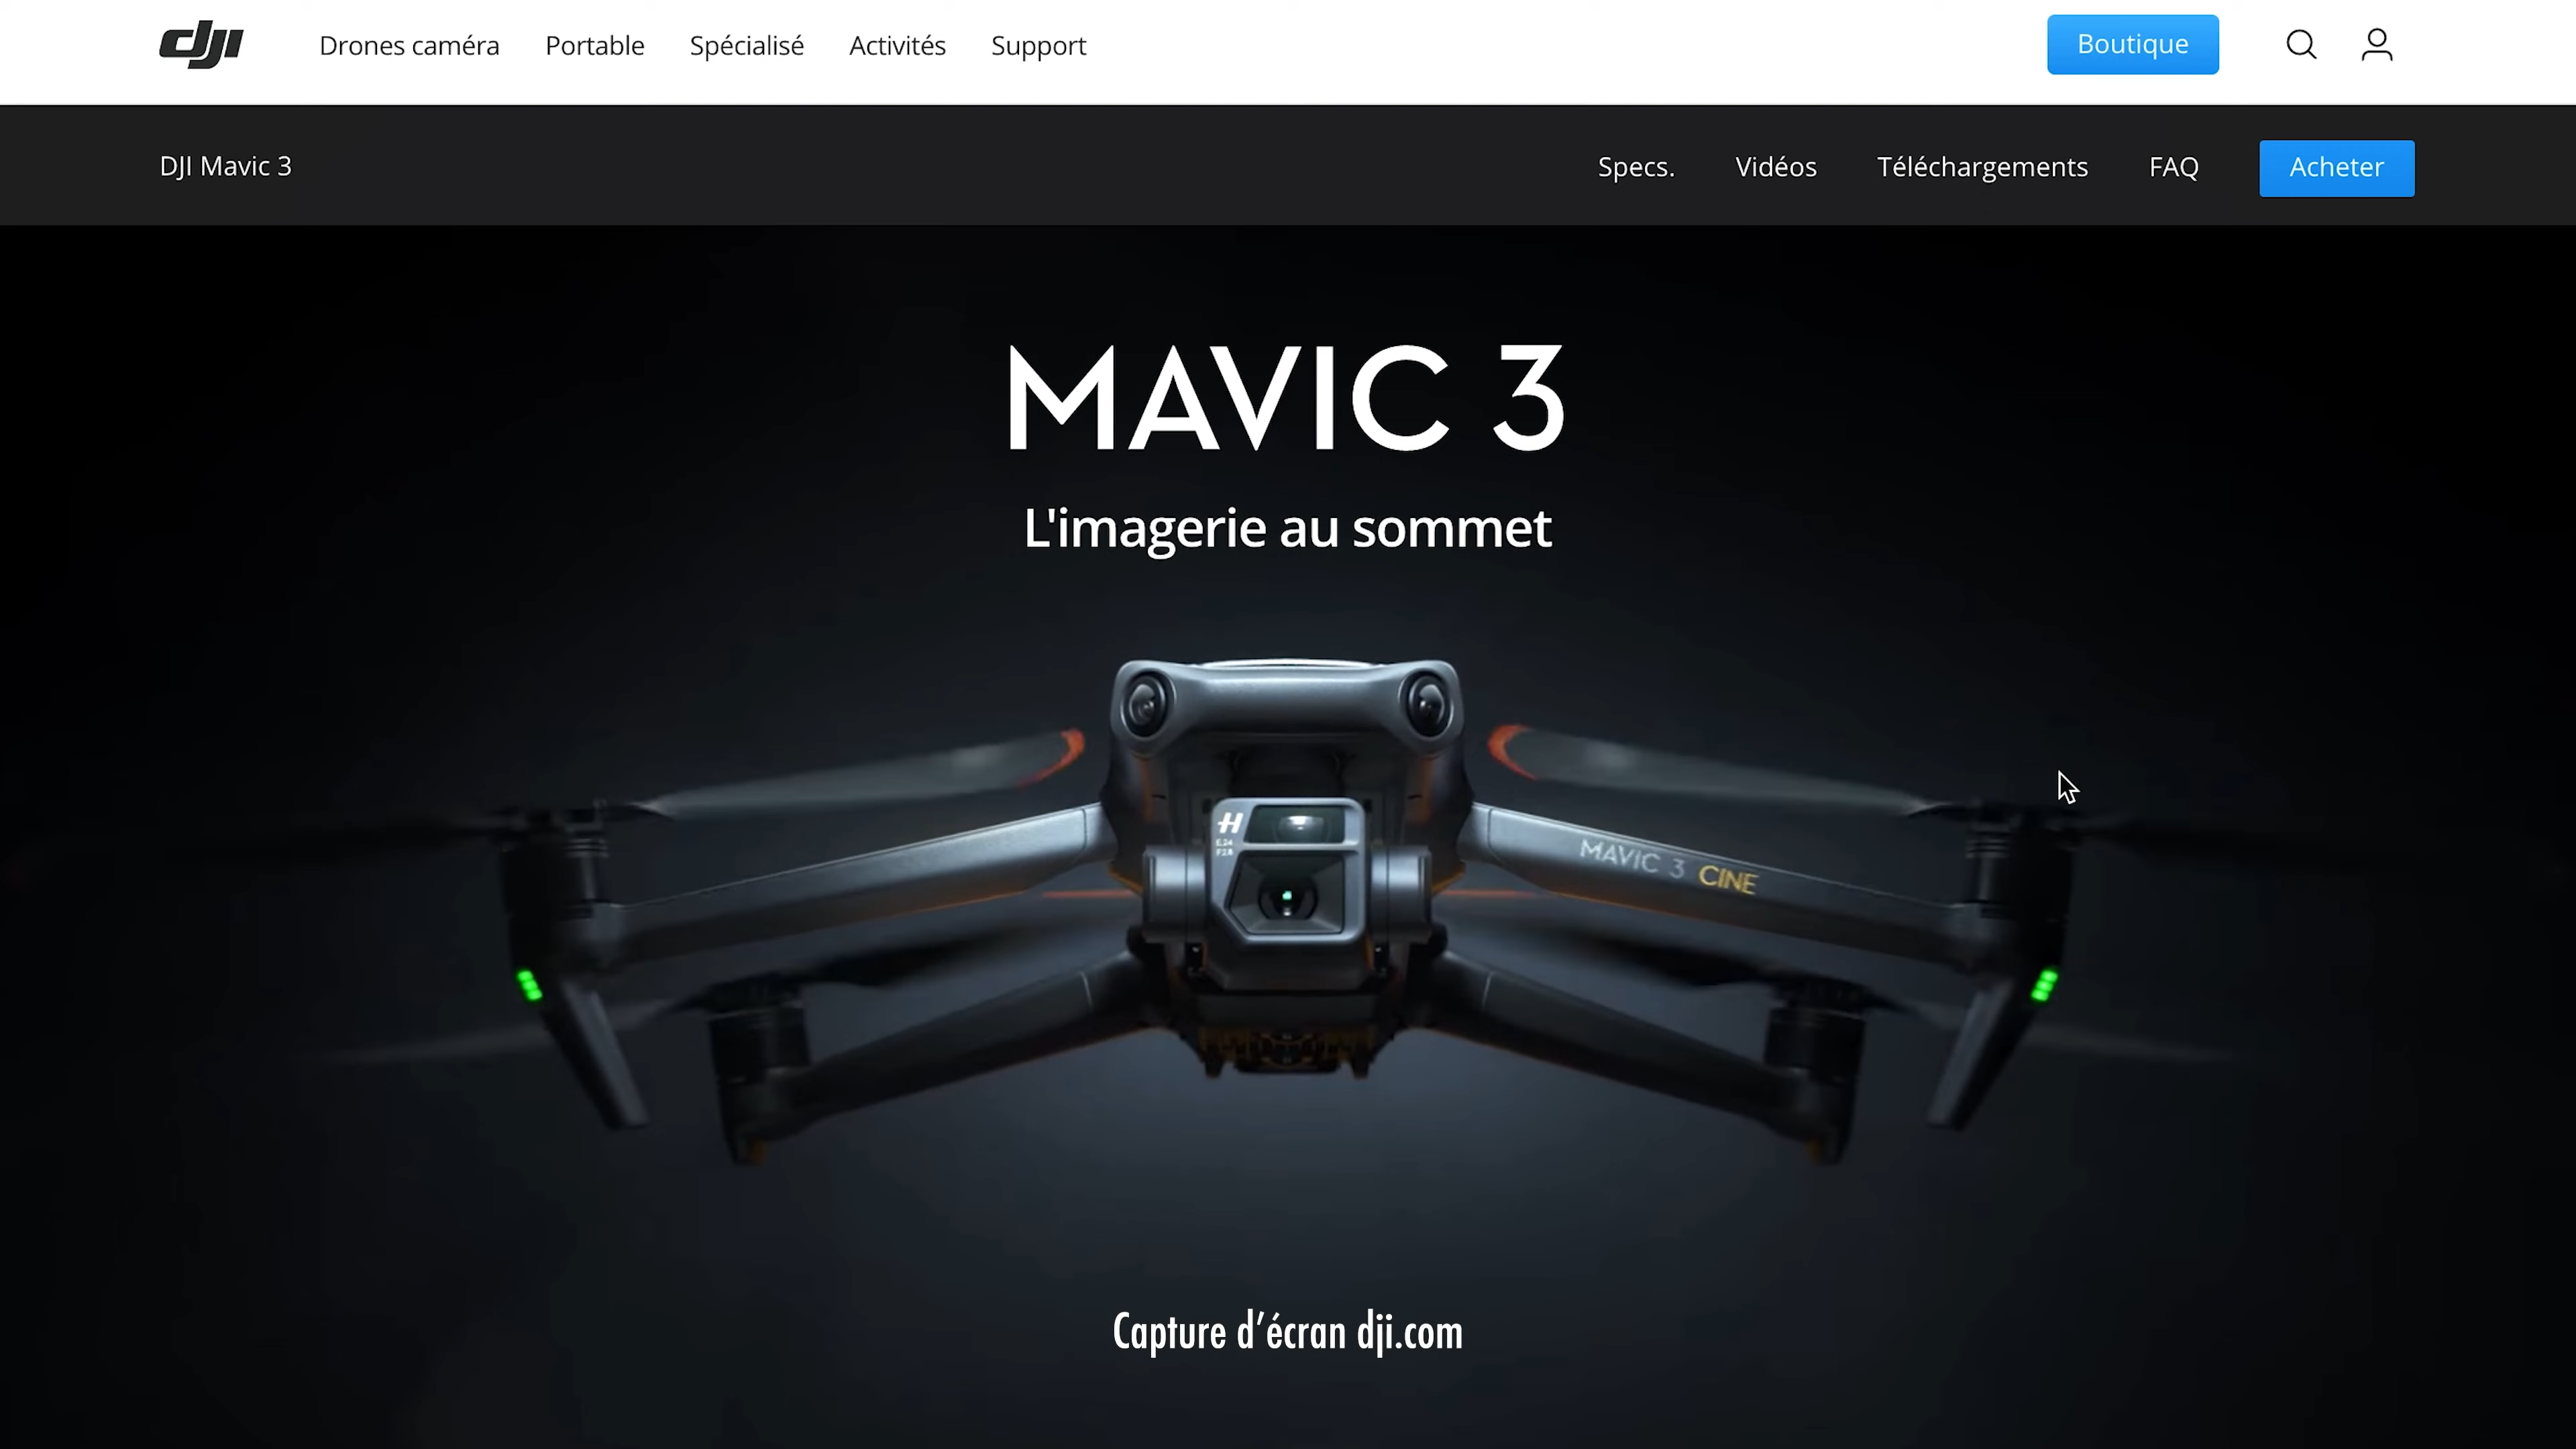 dji
Drones caméra
Portable
Spécialisé
Activités
Support
Boutique
DJI Mavic 3
Specs.
Vidéos
Téléchargements
FAQ
Acheter
MAVIC 3
L'imagerie au sommet
H
MAVIC 3 CINE
Capture d’écran dji.com